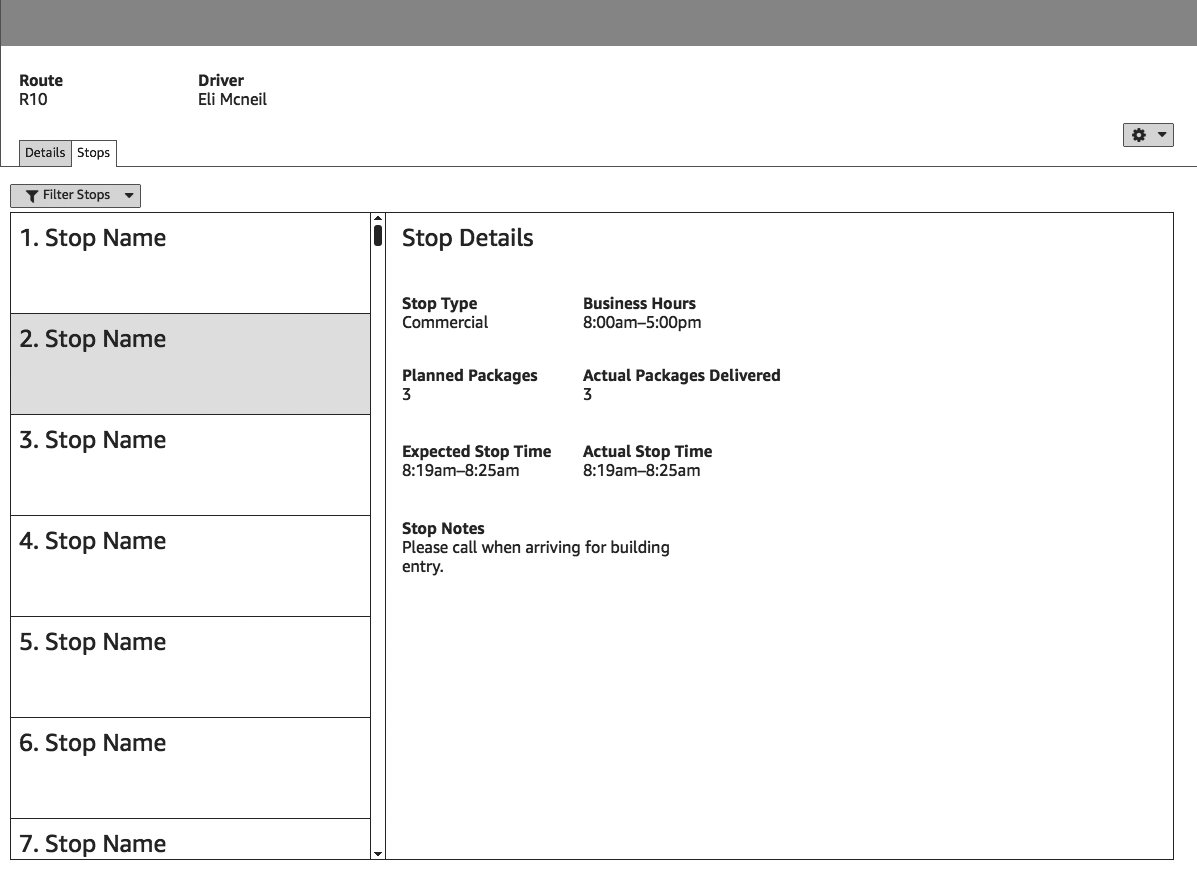 Route
R10
Driver
Eli Mcneil
Details
Stops
Filter Stops
1. Stop Name
2. Stop Name
3. Stop Name
4. Stop Name
5. Stop Name
6. Stop Name
7. Stop Name
Stop Details
Stop Type
Commercial
Business Hours
8:00am–5:00pm
Planned Packages
3
Actual Packages Delivered
3
Expected Stop Time
8:19am–8:25am
Actual Stop Time
8:19am–8:25am
Stop Notes
Please call when arriving for building
entry.